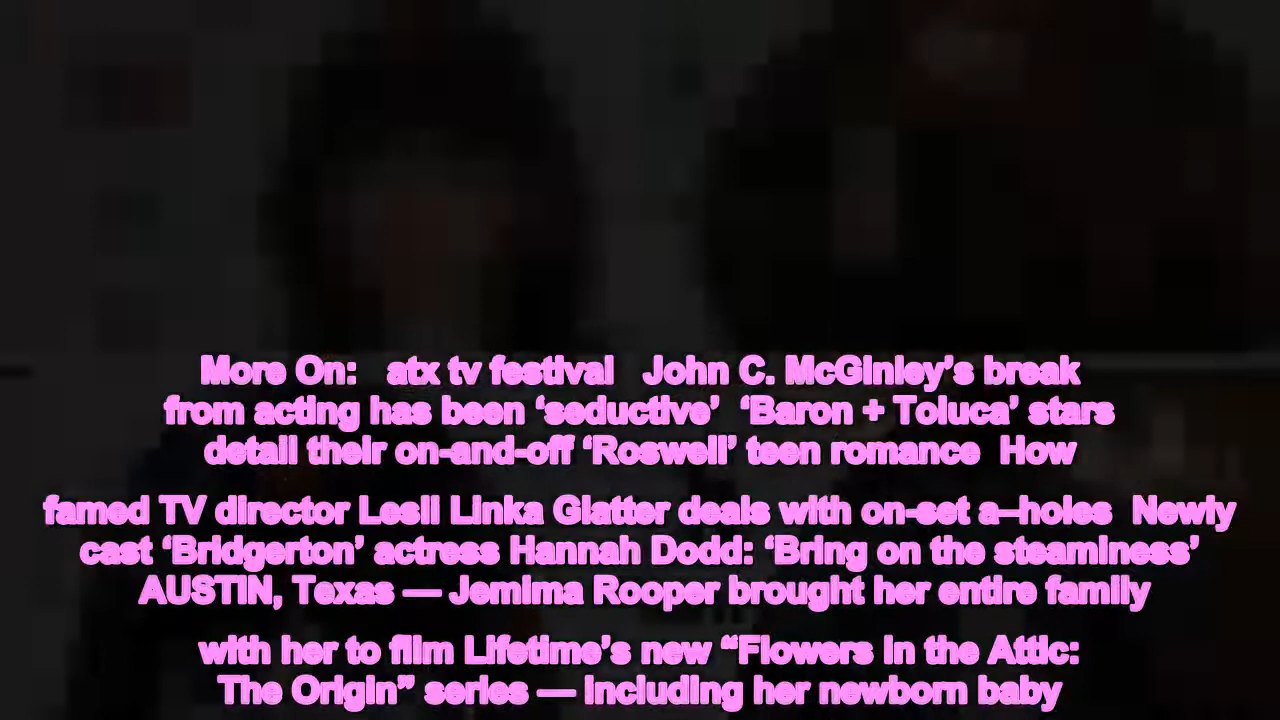 More On: atx tv festival John C. McGinley’s break
from acting has been ‘seductive’ ‘Baron + Toluca’ stars
detail their on-and-off ‘Roswell’ teen romance How
famed TV director Lesli Linka Glatter deals with on-set a–holes Newly
cast ‘Bridgerton’ actress Hannah Dodd: ‘Bring on the steaminess’
AUSTIN, Texas — Jemima Rooper brought her entire family
with her to film Lifetime’s new “Flowers in the Attic:
The Origin” series — including her newborn baby